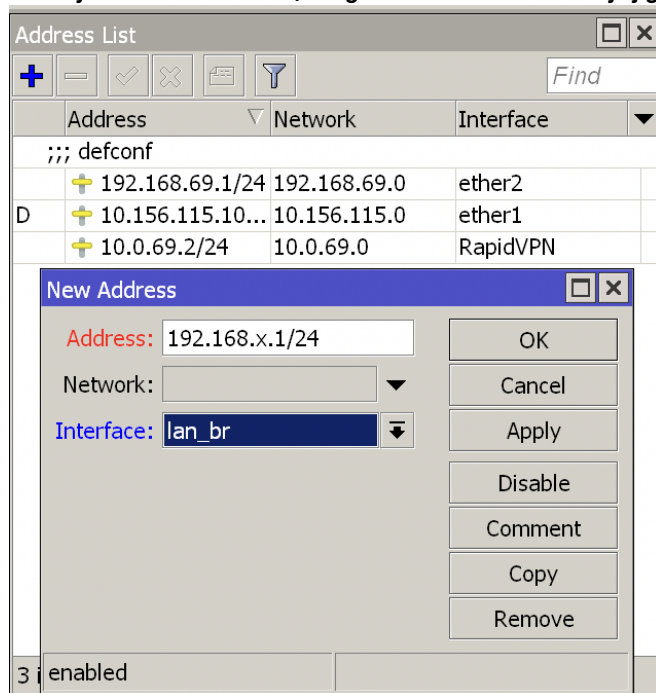 Address List
Find
Address Network Interface
;;; defconf
192.168.69.1/24 192.168.69.0 ether2
D 10.156.115.10... 10.156.115.0 ether1
10.0.69.2/24 10.0.69.0 RapidVPN
New Address
Address: 192.168.x.1/24 OK
Network: Cancel
Interface: lan_br Apply
Disable
Comment
Copy
Remove
3 i enabled